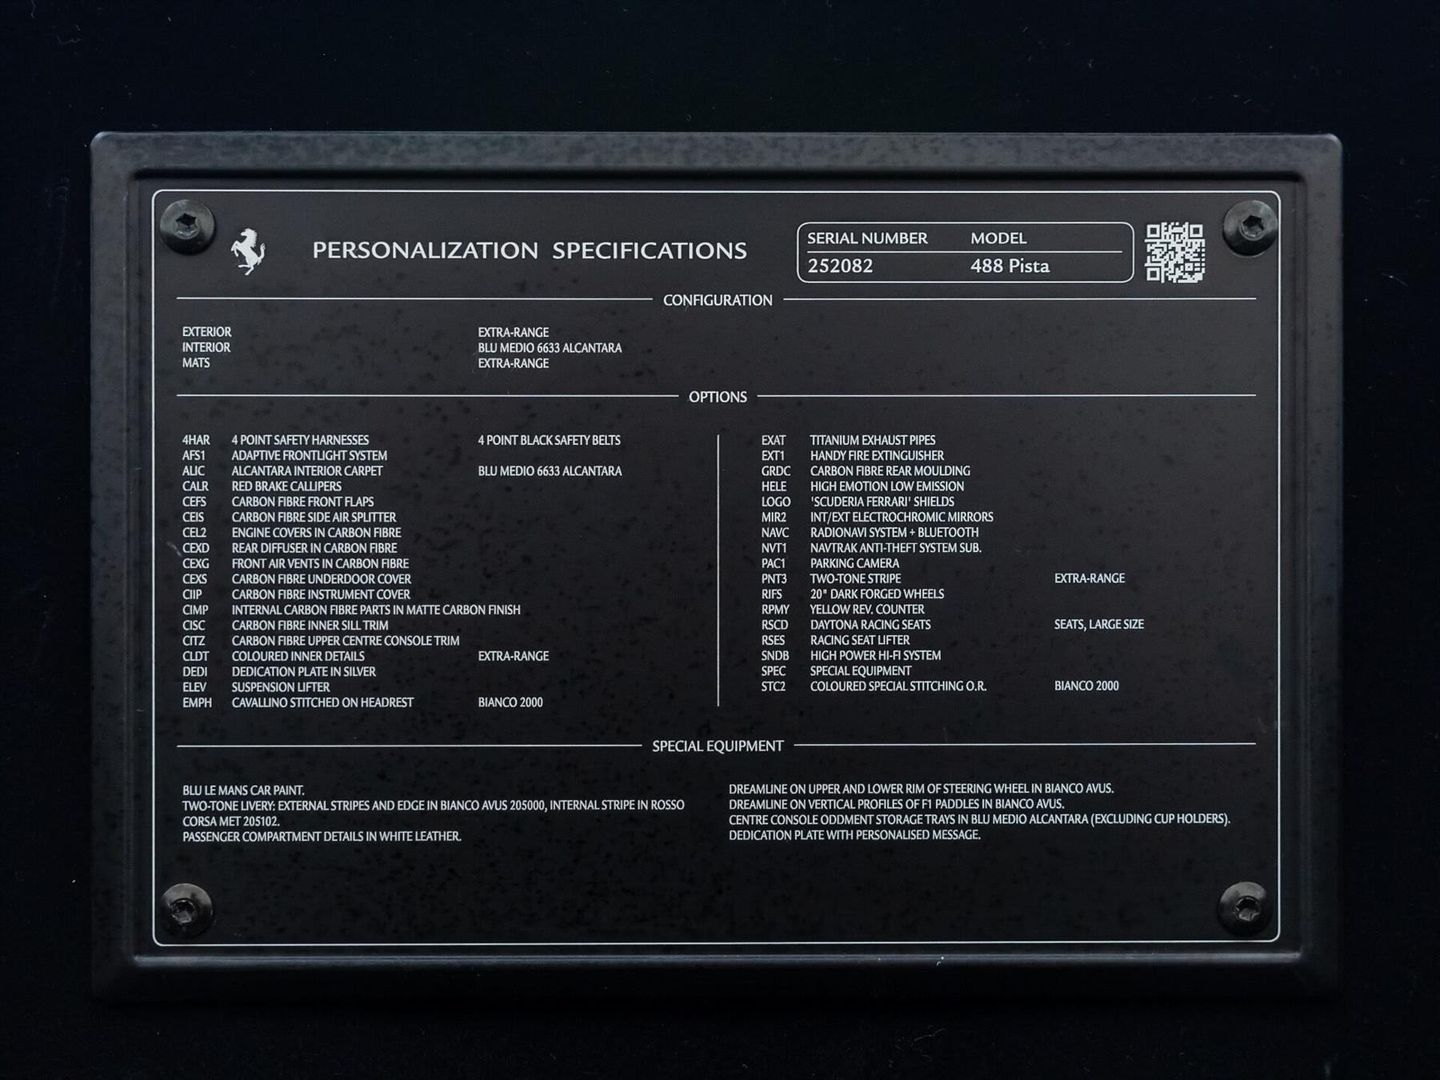 PERSONALIZATION SPECIFICATIONS
SERIAL NUMBER MODEL
252082 488 Pista
CONFIGURATION
EXTERIOR EXTRA-RANGE
INTERIOR BLU MEDIO 6633 ALCANTARA
MATS EXTRA-RANGE
OPTIONS
4HAR 4 POINT SAFETY HARNESSES 4 POINT BLACK SAFETY BELTS
AFS1 ADAPTIVE FRONTLIGHT SYSTEM
ALIC ALCANTARA INTERIOR CARPET BLU MEDIO 6633 ALCANTARA
CALR RED BRAKE CALLIPERS
CEFS CARBON FIBRE FRONT FLAPS
CEIS CARBON FIBRE SIDE AIR SPLITTER
CEL2 ENGINE COVERS IN CARBON FIBRE
CEXD REAR DIFFUSER IN CARBON FIBRE
CEXG FRONT AIR VENTS IN CARBON FIBRE
CEXS CARBON FIBRE UNDERDOOR COVER
CIIP CARBON FIBRE INSTRUMENT COVER
CIMP INTERNAL CARBON FIBRE PARTS IN MATTE CARBON FINISH
CISC CARBON FIBRE INNER SILL TRIM
CITZ CARBON FIBRE UPPER CENTRE CONSOLE TRIM
CLDT COLOURED INNER DETAILS EXTRA-RANGE
DEDI DEDICATION PLATE IN SILVER
ELEV SUSPENSION LIFTER
EMPH CAVALLINO STITCHED ON HEADREST BIANCO 2000
EXAT TITANIUM EXHAUST PIPES
EXT1 HANDY FIRE EXTINGUISHER
GRDC CARBON FIBRE REAR MOULDING
HELE HIGH EMOTION LOW EMISSION
LOGO 'SCUDERIA FERRARI' SHIELDS
MIR2 INT/EXT ELECTROCHROMIC MIRRORS
NAVC RADIONAVI SYSTEM + BLUETOOTH
NVT1 NAVTRAK ANTI-THEFT SYSTEM SUB.
PAC1 PARKING CAMERA
PNT3 TWO-TONE STRIPE EXTRA-RANGE
RIFS 20" DARK FORGED WHEELS
RPMY YELLOW REV. COUNTER
RSCD DAYTONA RACING SEATS SEATS, LARGE SIZE
RSES RACING SEAT LIFTER
SNDB HIGH POWER HI-FI SYSTEM
SPEC SPECIAL EQUIPMENT
STC2 COLOURED SPECIAL STITCHING O.R. BIANCO 2000
SPECIAL EQUIPMENT
BLU LE MANS CAR PAINT.
TWO-TONE LIVERY: EXTERNAL STRIPES AND EDGE IN BIANCO AVUS 205000, INTERNAL STRIPE IN ROSSO
CORSA MET 205102.
PASSENGER COMPARTMENT DETAILS IN WHITE LEATHER.
DREAMLINE ON UPPER AND LOWER RIM OF STEERING WHEEL IN BIANCO AVUS.
DREAMLINE ON VERTICAL PROFILES OF F1 PADDLES IN BIANCO AVUS.
CENTRE CONSOLE ODDMENT STORAGE TRAYS IN BLU MEDIO ALCANTARA (EXCLUDING CUP HOLDERS).
DEDICATION PLATE WITH PERSONALISED MESSAGE.